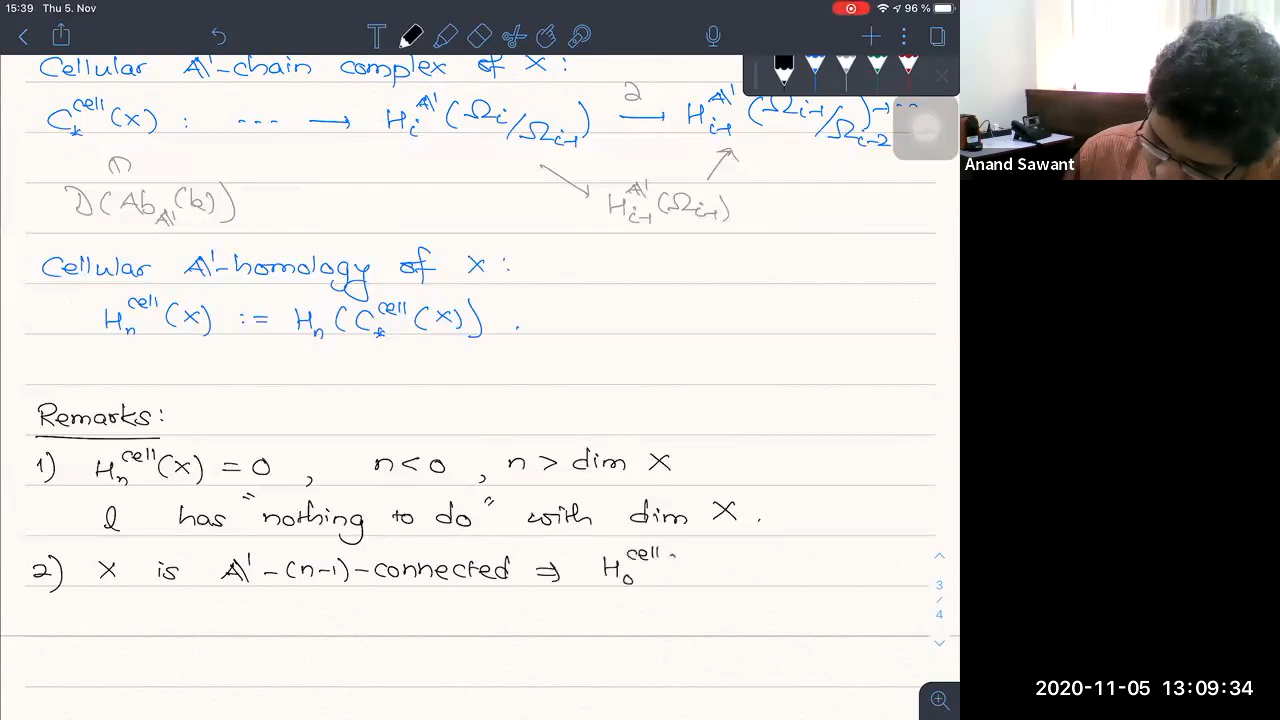 15:39 Thu 5. Nov
96 %
Cellular 𝔸¹-chain complex of X :
C_*^cell(X) : ⋯ → H_i^𝔸¹(Ω_i/Ω_{i-1}) →^∂ H_{i-1}^𝔸¹(Ω_{i-1}/Ω_{i-2}) → ⋯
D(Ab_𝔸¹(k)) H_{i-1}^𝔸¹(Ω_{i-1})
Cellular 𝔸¹-homology of X :
H_n^cell(X) := H_n(C_*^cell(X)) .
Remarks:
1) H_n^cell(X) = 0 , n < 0 , n > dim X
l has "nothing to do" with dim X .
2) X is 𝔸¹-(n-1)-connected ⇒ H_0^cell
3
/
4
Anand Sawant
2020-11-05 13:09:34